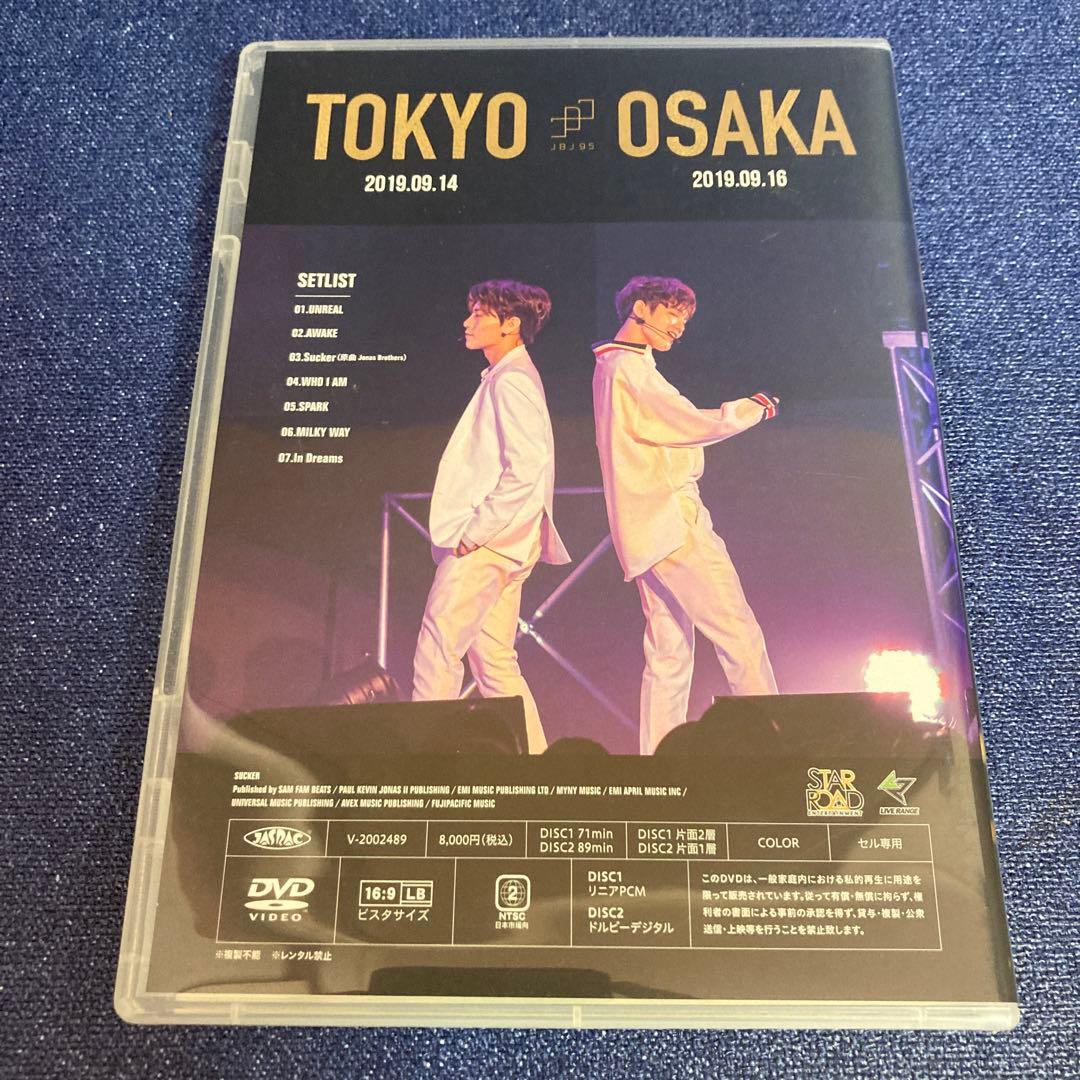 TOKYO JBJ95 OSAKA
2019.09.14 2019.09.16
SETLIST
01.UNREAL
02.AWAKE
03.Sucker(原曲 Jonas Brothers)
04.WHO I AM
05.SPARK
06.MILKY WAY
07.In Dreams
SUCKER
Published by SAM FAM BEATS / PAUL KEVIN JONAS II PUBLISHING / EMI MUSIC PUBLISHING LTD / MYNY MUSIC / EMI APRIL MUSIC INC /
UNIVERSAL MUSIC PUBLISHING / AVEX MUSIC PUBLISHING / FUJIPACIFIC MUSIC
STAR
ROAD
ENTERTAINMENT
LIVE RANGE
JASRAC
V-2002489
8,000円(税込)
DISC1 71min
DISC2 89min
DISC1 片面2層
DISC2 片面1層
COLOR
セル専用
DVD
VIDEO
16:9 LB
ビスタサイズ
2
NTSC
日本市場向
DISC1
リニアPCM
DISC2
ドルビーデジタル
このDVDは、一般家庭内における私的再生に用途を
限って販売されています。従って有償・無償に拘らず、権
利者の書面による事前の承認を得ず、貸与・複製・公衆
送信・上映等を行うことを禁止致します。
※複製不能 ※レンタル禁止